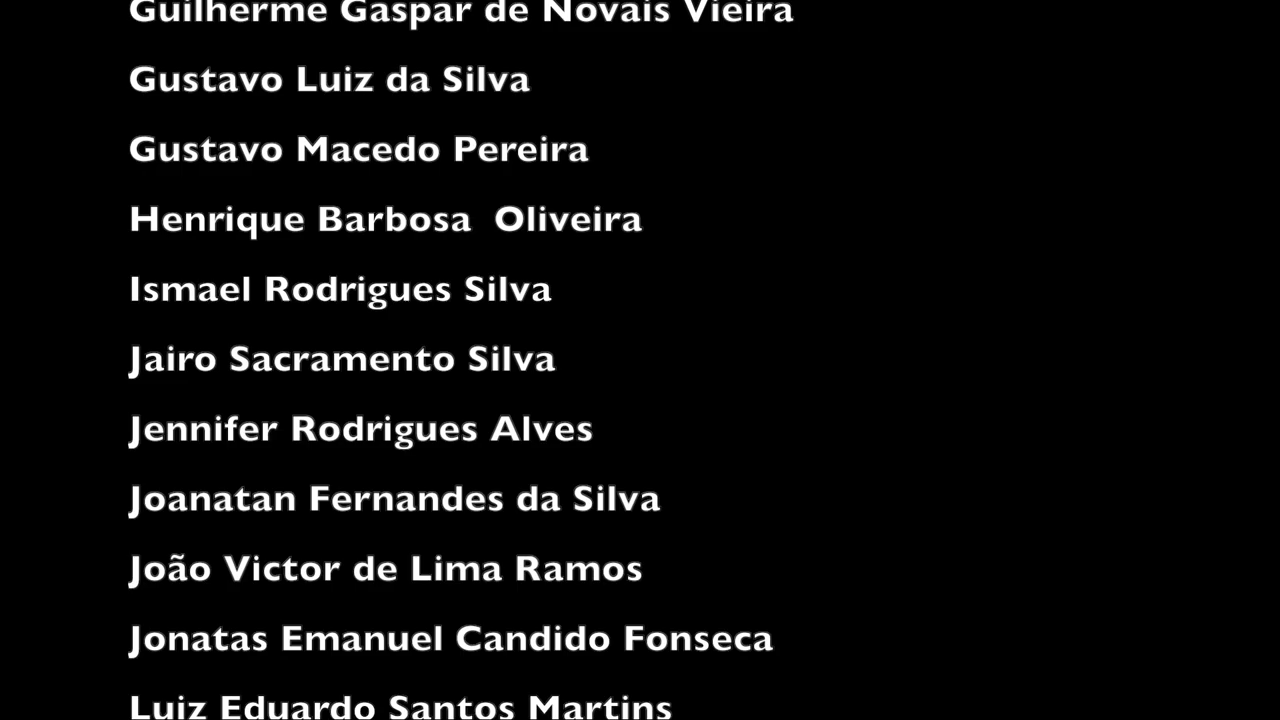 Guilherme Gaspar de Novais Vieira
Gustavo Luiz da Silva
Gustavo Macedo Pereira
Henrique Barbosa  Oliveira
Ismael Rodrigues Silva
Jairo Sacramento Silva
Jennifer Rodrigues Alves
Joanatan Fernandes da Silva
João Victor de Lima Ramos
Jonatas Emanuel Candido Fonseca
Luiz Eduardo Santos Martins